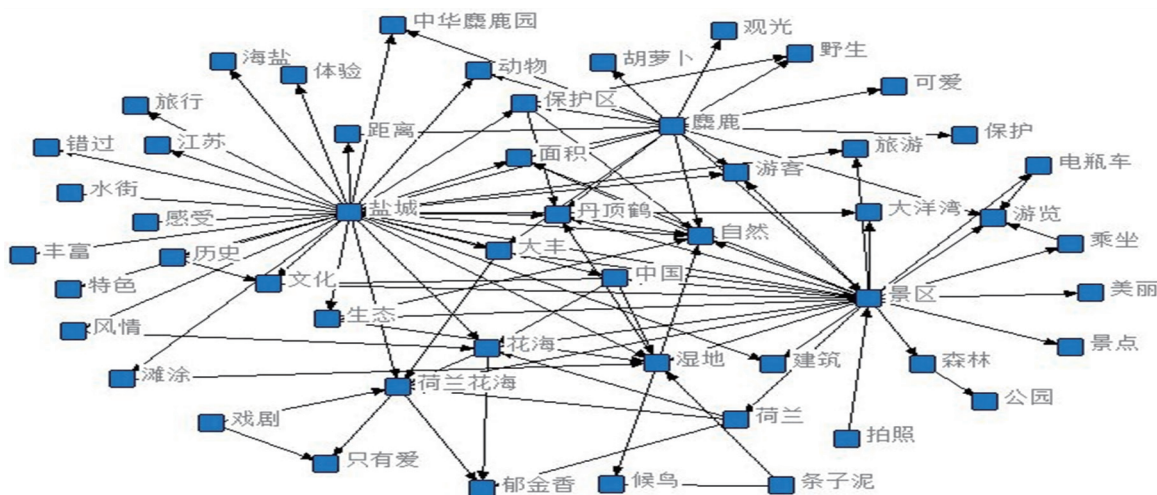 中华麋鹿园
观光
海盐
体验
动物
胡萝卜
野生
旅行
保护区
可爱
距离
麋鹿
保护
错过
江苏
面积
游客
旅游
电瓶车
水街
感受
盐城
丹顶鹤
自然
大洋湾
游览
丰富
历史
大丰
乘坐
特色
文化
中国
景区
美丽
风情
生态
花海
湿地
建筑
森林
景点
滩涂
荷兰花海
公园
戏剧
荷兰
拍照
只有爱
郁金香
候鸟
条子泥